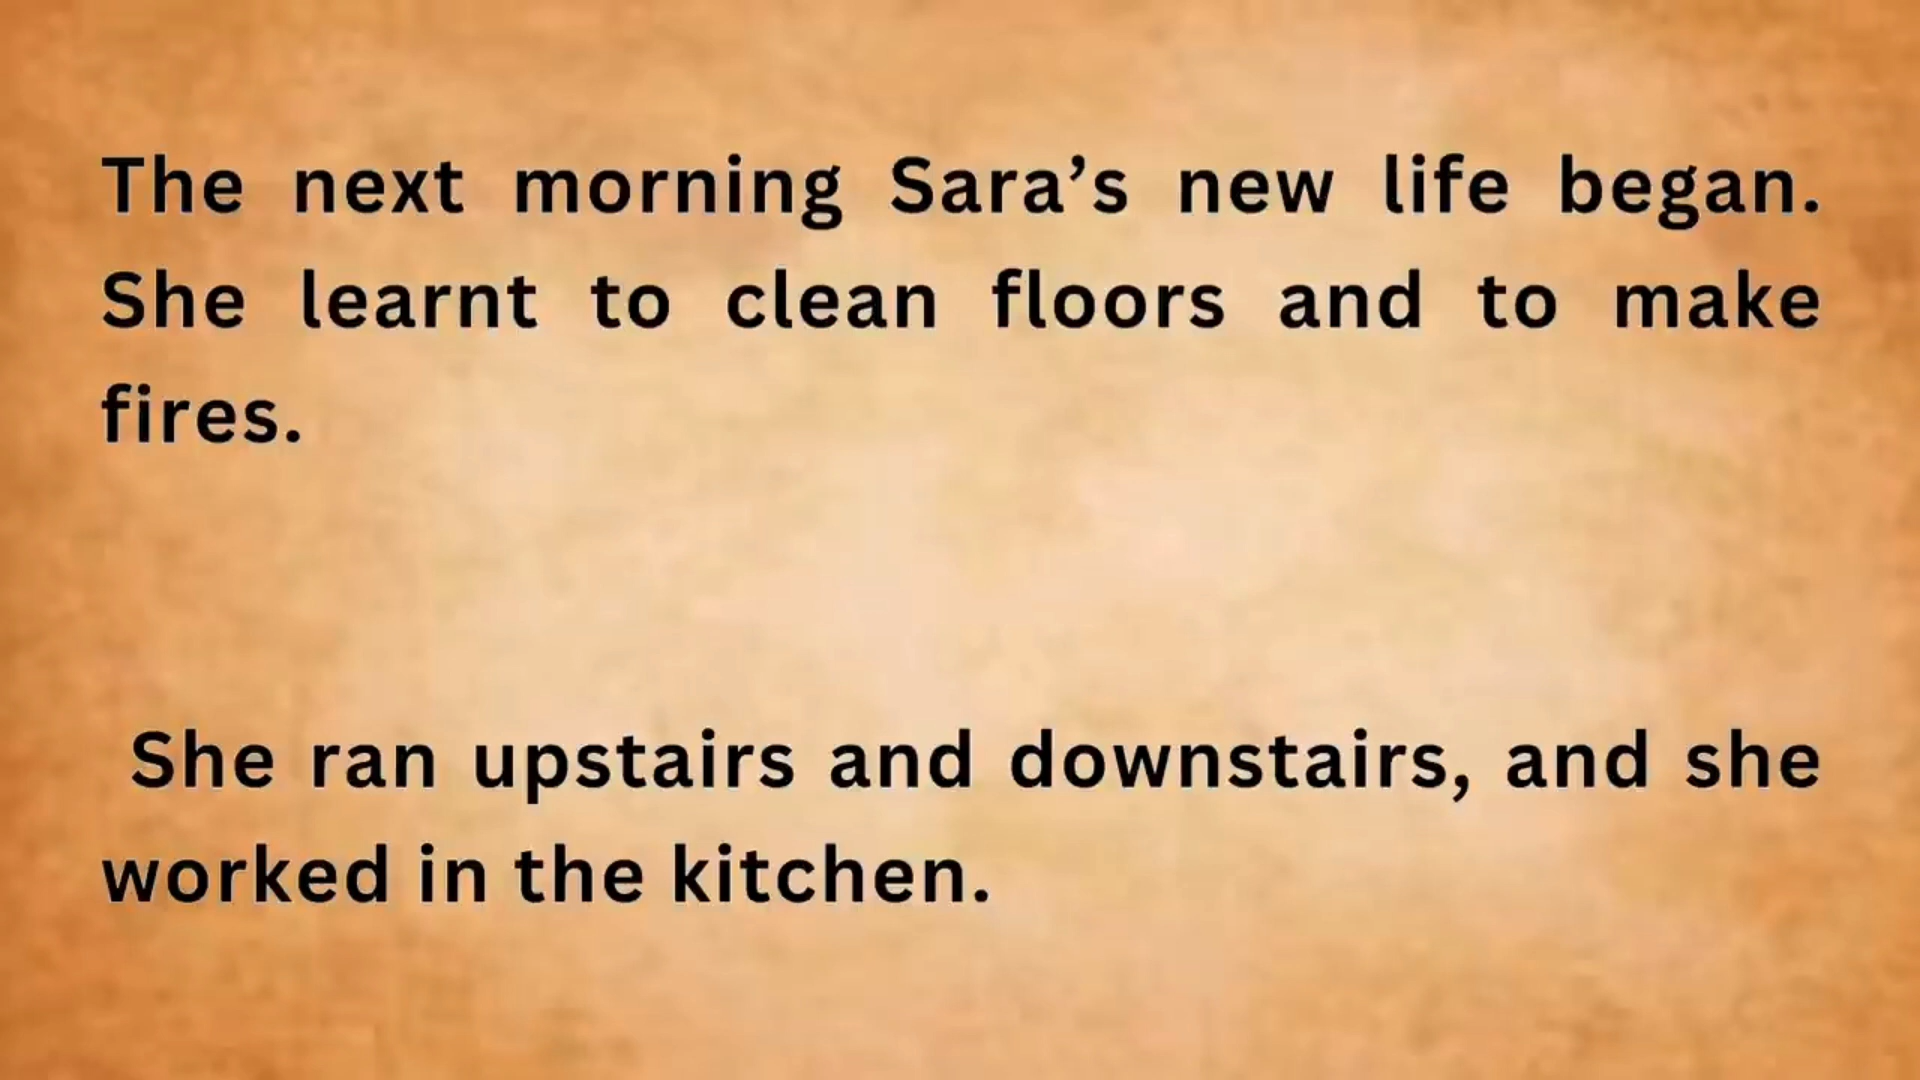 The next morning Sara’s new life began.
She learnt to clean floors and to make
fires.
She ran upstairs and downstairs, and she
worked in the kitchen.